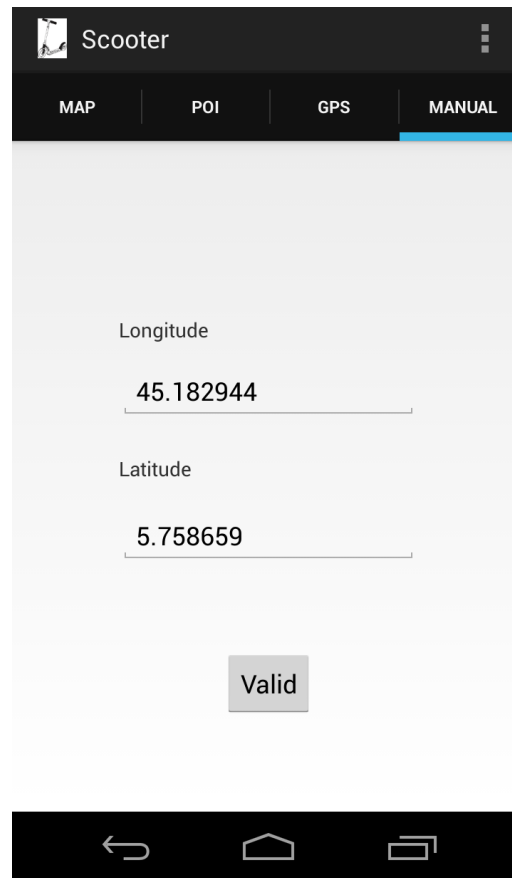 Scooter
MAP POI GPS MANUAL
Longitude
45.182944
Latitude
5.758659
Valid